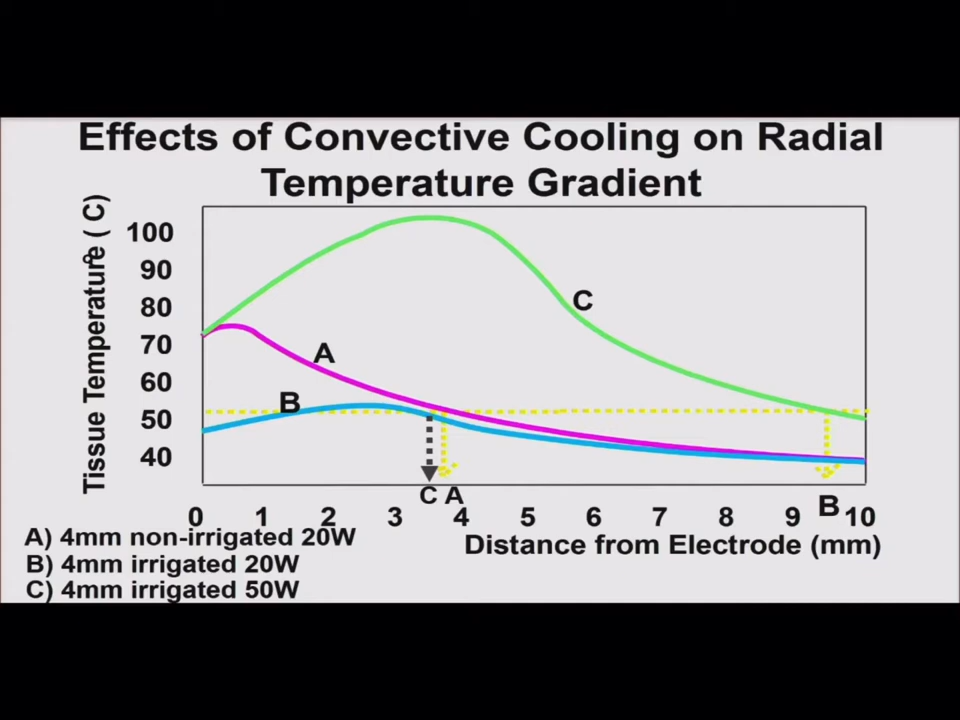 Effects of Convective Cooling on Radial
Temperature Gradient
Tissue Temperature (°C)
100
90
80
70
60
50
40
C
A
B
C A
B
0 1 2 3 4 5 6 7 8 9 10
Distance from Electrode (mm)
A) 4mm non-irrigated 20W
B) 4mm irrigated 20W
C) 4mm irrigated 50W